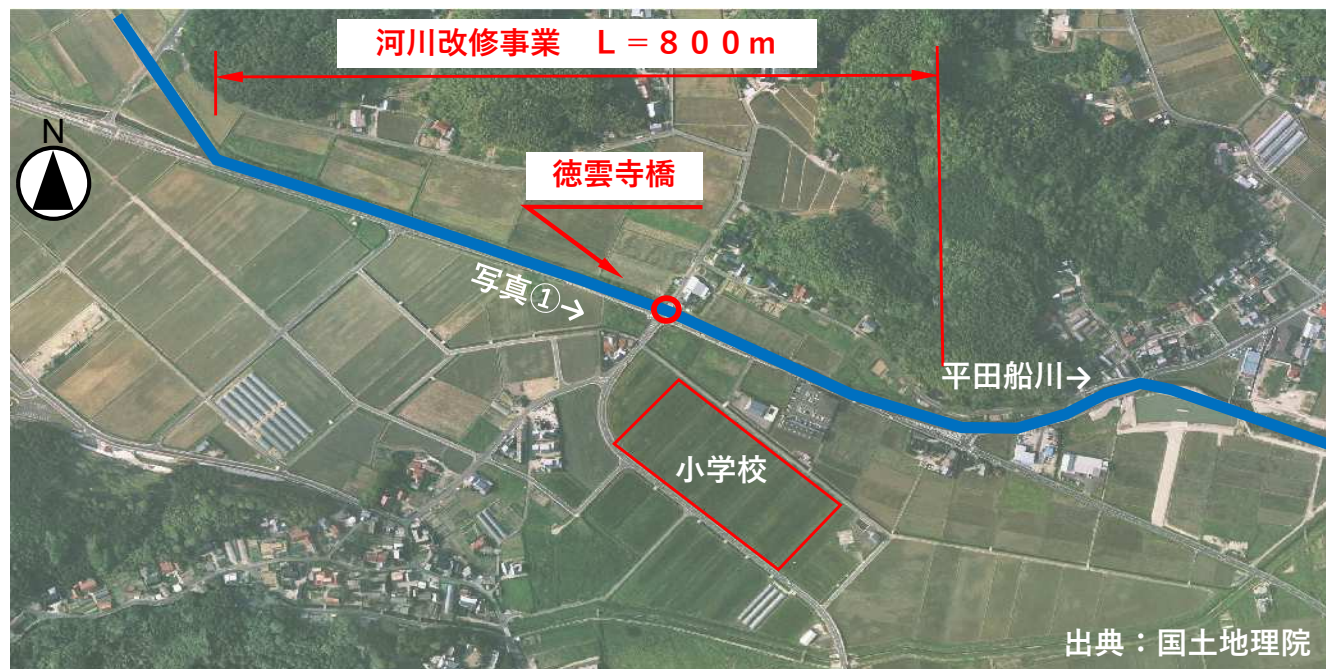 河川改修事業　Ｌ＝８００ｍ
N
徳雲寺橋
写真①→
平田船川→
小学校
出典：国土地理院